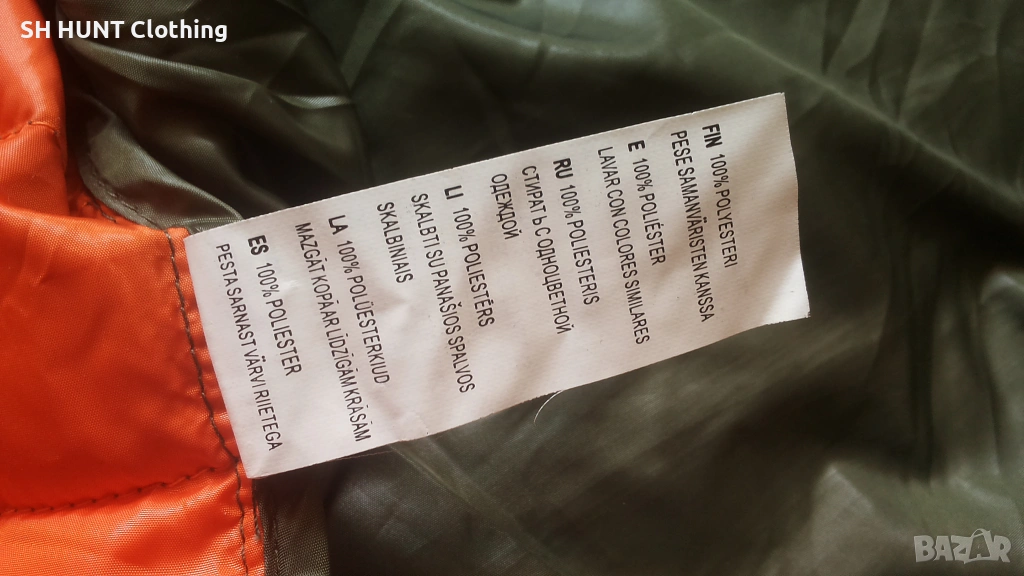 SH HUNT Clothing
FIN 100% POLYESTERI
PESE SAMANVÄRISTEN KANSSA
E 100% POLIÉSTER
LAVAR CON COLORES SIMILARES
RU 100% POLIESTERIS
СТИРАТЬ С ОДНОЦВЕТНОЙ
ОДЕЖДОЙ
LI 100% POLIESTĒRS
SKALBTI SU PANAŠIOS SPALVOS
SKALBINIAIS
LA 100% POLÜESTERKIUD
MAZGĀT KOPĀ AR LĪDZĪGĀM KRĀSĀM
ES 100% POLIESTER
PESTA SARNAST VÄRVI RIIETEGA
BAZAR